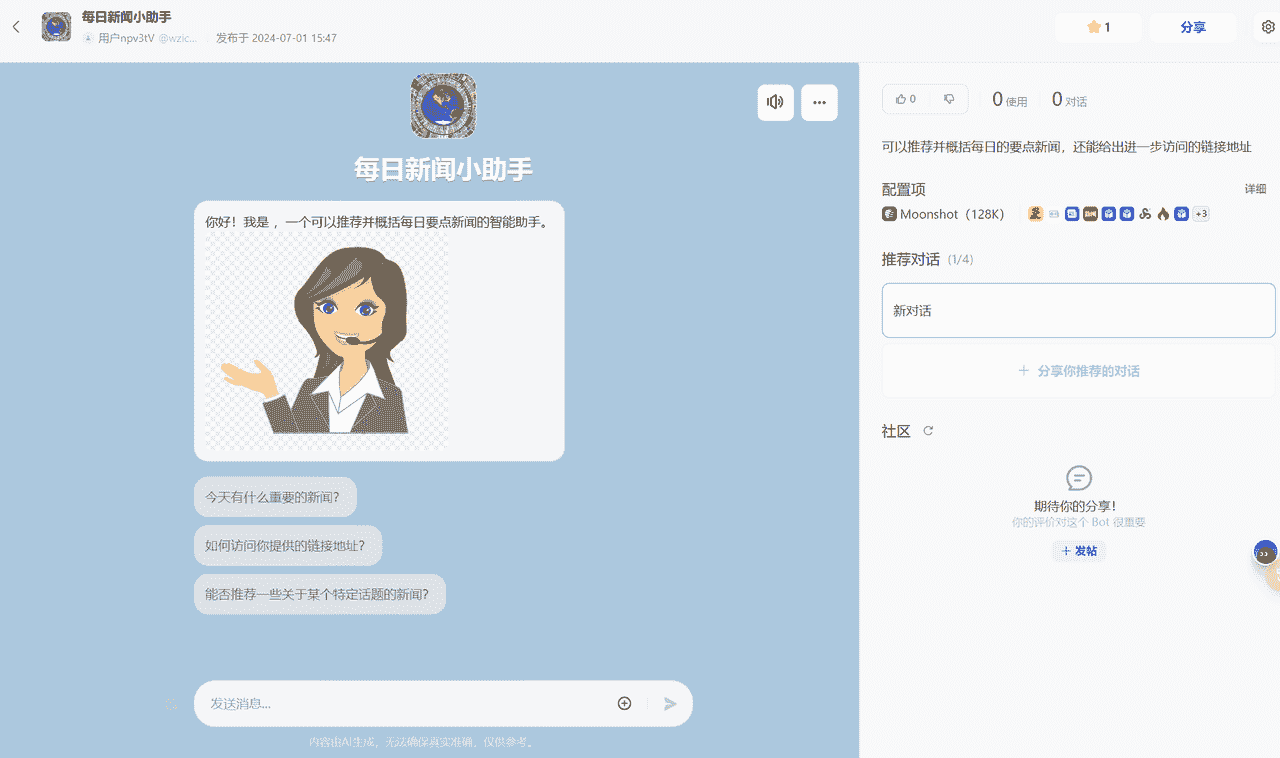 每日新闻小助手
用户npv3tV @wzic... 发布于 2024-07-01 15:47
1
分享
每日新闻小助手
你好！我是 ，一个可以推荐并概括每日要点新闻的智能助手。
今天有什么重要的新闻?
如何访问你提供的链接地址?
能否推荐一些关于某个特定话题的新闻?
发送消息...
内容由AI生成，无法确保真实准确，仅供参考。
0
0 使用 0 对话
可以推荐并概括每日的要点新闻，还能给出进一步访问的链接地址
配置项 详细
Moonshot（128K） +3
推荐对话 (1/4)
新对话
+ 分享你推荐的对话
社区
期待你的分享！
你的评价对这个 Bot 很重要
+ 发帖